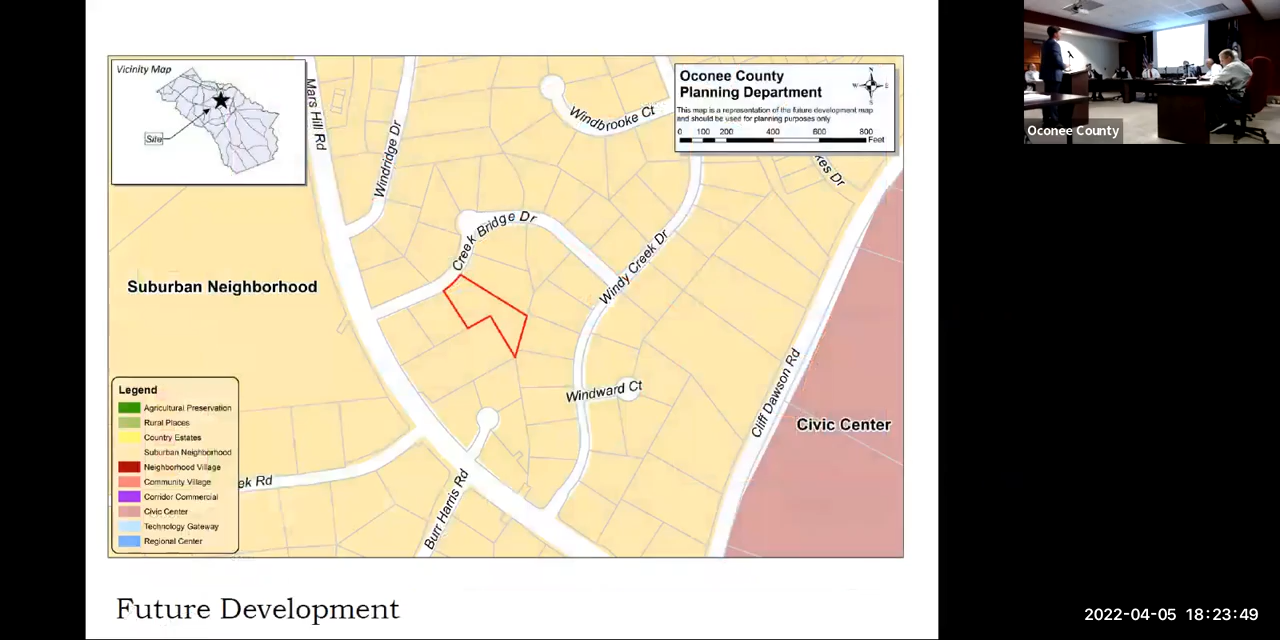 Vicinity Map
Site
Oconee County
Planning Department
This map is a representation of the future development map
and should be used for planning purposes only
0 100 200 400 600 800
Feet
W E
Oconee County
Mars Hill Rd
Windridge Dr
Windbrooke Ct
kes Dr
Creek Bridge Dr
Windy Creek Dr
Suburban Neighborhood
Windward Ct
Cliff Dawson Rd
Civic Center
ek Rd
Burr Harris Rd
Legend
Agricultural Preservation
Rural Places
Country Estates
Suburban Neighborhood
Neighborhood Village
Community Village
Corridor Commercial
Civic Center
Technology Gateway
Regional Center
Future Development
2022-04-05 18:23:49